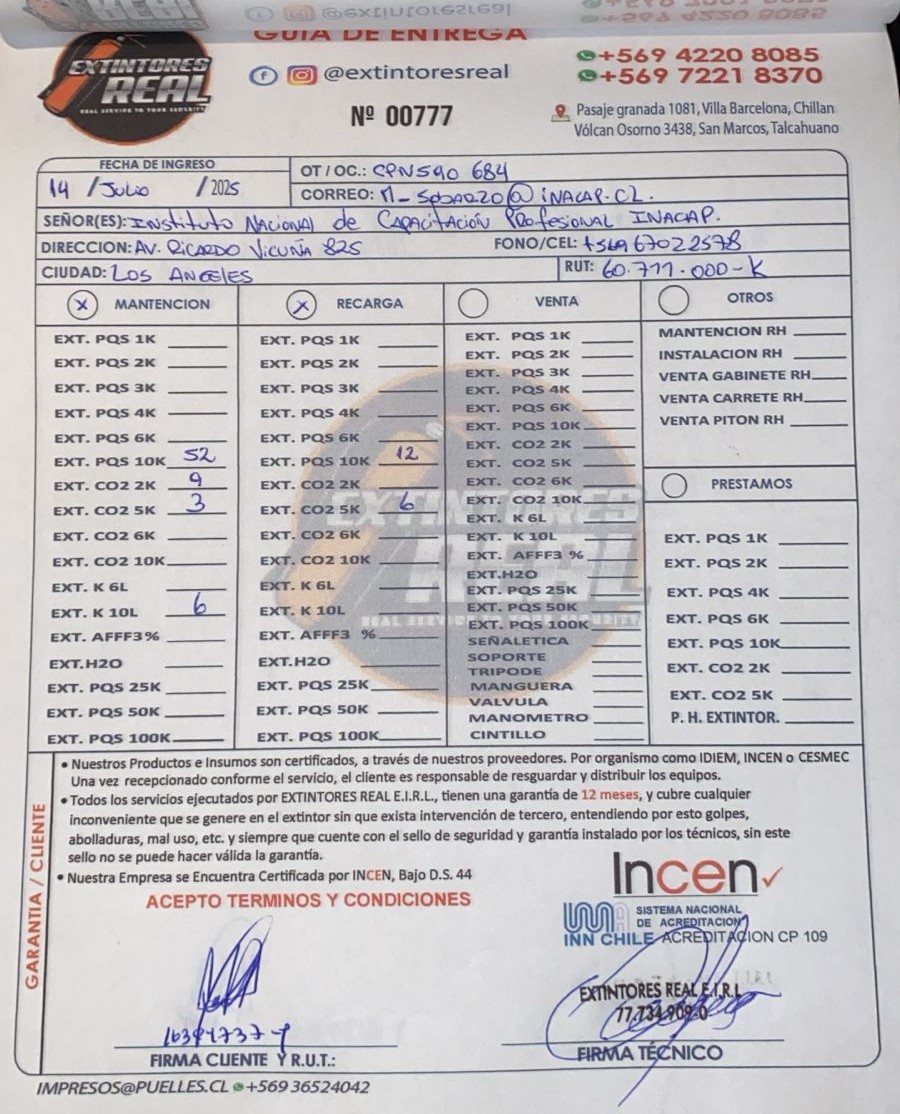 GUIA DE ENTREGA
EXTINTORES
REAL
REAL SERVICE TO YOUR SECURITY
@extintoresreal
Nº 00777
+569 4220 8085
+569 7221 8370
Pasaje granada 1081, Villa Barcelona, Chillan
Vólcan Osorno 3438, San Marcos, Talcahuano
FECHA DE INGRESO
14 / Julio / 2025
OT / OC.: CPN590 684
CORREO: M-SPOARZO@INACAP.CL.
SEÑOR(ES): Instituto Nacional de Capacitación Profesional INACAP.
DIRECCION: AV. RICARDO VICUÑA 825
FONO/CEL: +569 67022578
CIUDAD: LOS ANGELES
RUT: 60.711.000-K
X MANTENCION
EXT. PQS 1K
EXT. PQS 2K
EXT. PQS 3K
EXT. PQS 4K
EXT. PQS 6K
EXT. PQS 10K 52
EXT. CO2 2K 9
EXT. CO2 5K 3
EXT. CO2 6K
EXT. CO2 10K
EXT. K 6L
EXT. K 10L 6
EXT. AFFF3%
EXT.H2O
EXT. PQS 25K
EXT. PQS 50K
EXT. PQS 100K
X RECARGA
EXT. PQS 1K
EXT. PQS 2K
EXT. PQS 3K
EXT. PQS 4K
EXT. PQS 6K
EXT. PQS 10K 12
EXT. CO2 2K
EXT. CO2 5K 6
EXT. CO2 6K
EXT. CO2 10K
EXT. K 6L
EXT. K 10L
EXT. AFFF3 %
EXT.H2O
EXT. PQS 25K
EXT. PQS 50K
EXT. PQS 100K
VENTA
EXT. PQS 1K
EXT. PQS 2K
EXT. PQS 3K
EXT. PQS 4K
EXT. PQS 6K
EXT. PQS 10K
EXT. CO2 2K
EXT. CO2 5K
EXT. CO2 6K
EXT. CO2 10K
EXT. K 6L
EXT. K 10L
EXT. AFFF3 %
EXT.H2O
EXT. PQS 25K
EXT. PQS 50K
EXT. PQS 100K
SEÑALETICA
SOPORTE
TRIPODE
MANGUERA
VALVULA
MANOMETRO
CINTILLO
OTROS
MANTENCION RH
INSTALACION RH
VENTA GABINETE RH
VENTA CARRETE RH
VENTA PITON RH
PRESTAMOS
EXT. PQS 1K
EXT. PQS 2K
EXT. PQS 4K
EXT. PQS 6K
EXT. PQS 10K
EXT. CO2 2K
EXT. CO2 5K
P. H. EXTINTOR.
EXTINTORES
REAL
REAL SERVICE TO YOUR SECURITY
GARANTIA / CLIENTE
• Nuestros Productos e Insumos son certificados, a través de nuestros proveedores. Por organismo como IDIEM, INCEN o CESMEC
Una vez recepcionado conforme el servicio, el cliente es responsable de resguardar y distribuir los equipos.
• Todos los servicios ejecutados por EXTINTORES REAL E.I.R.L., tienen una garantía de 12 meses, y cubre cualquier
inconveniente que se genere en el extintor sin que exista intervención de tercero, entendiendo por esto golpes,
abolladuras, mal uso, etc. y siempre que cuente con el sello de seguridad y garantía instalado por los técnicos, sin este
sello no se puede hacer válida la garantía.
• Nuestra Empresa se Encuentra Certificada por INCEN, Bajo D.S. 44
ACEPTO TERMINOS Y CONDICIONES
Incen
INN CHILE
SISTEMA NACIONAL
DE ACREDITACION
ACREDITACION CP 109
EXTINTORES REAL E.I.R.L
77.734.909-0
FIRMA CLIENTE Y R.U.T.:
FIRMA TÉCNICO
IMPRESOS@PUELLES.CL +569 36524042